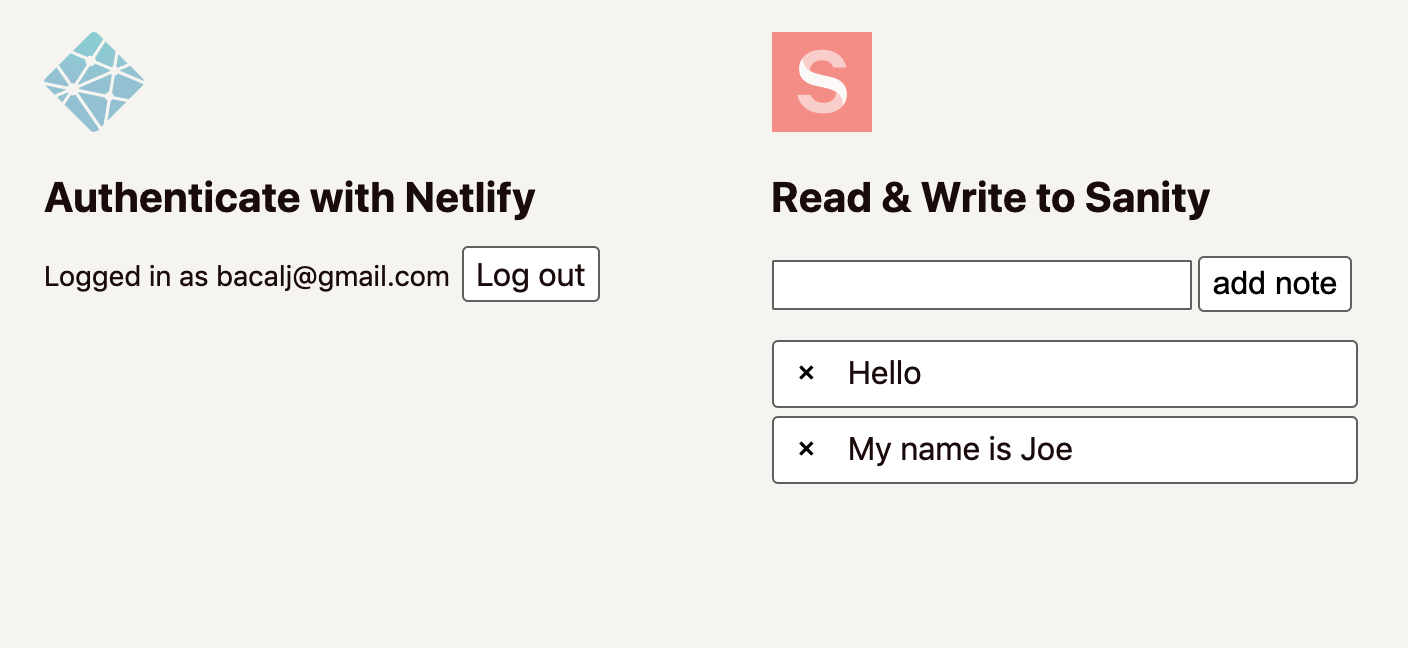 S
Authenticate with Netlify
Logged in as bacalj@gmail.com Log out
Read & Write to Sanity
add note
× Hello
× My name is Joe